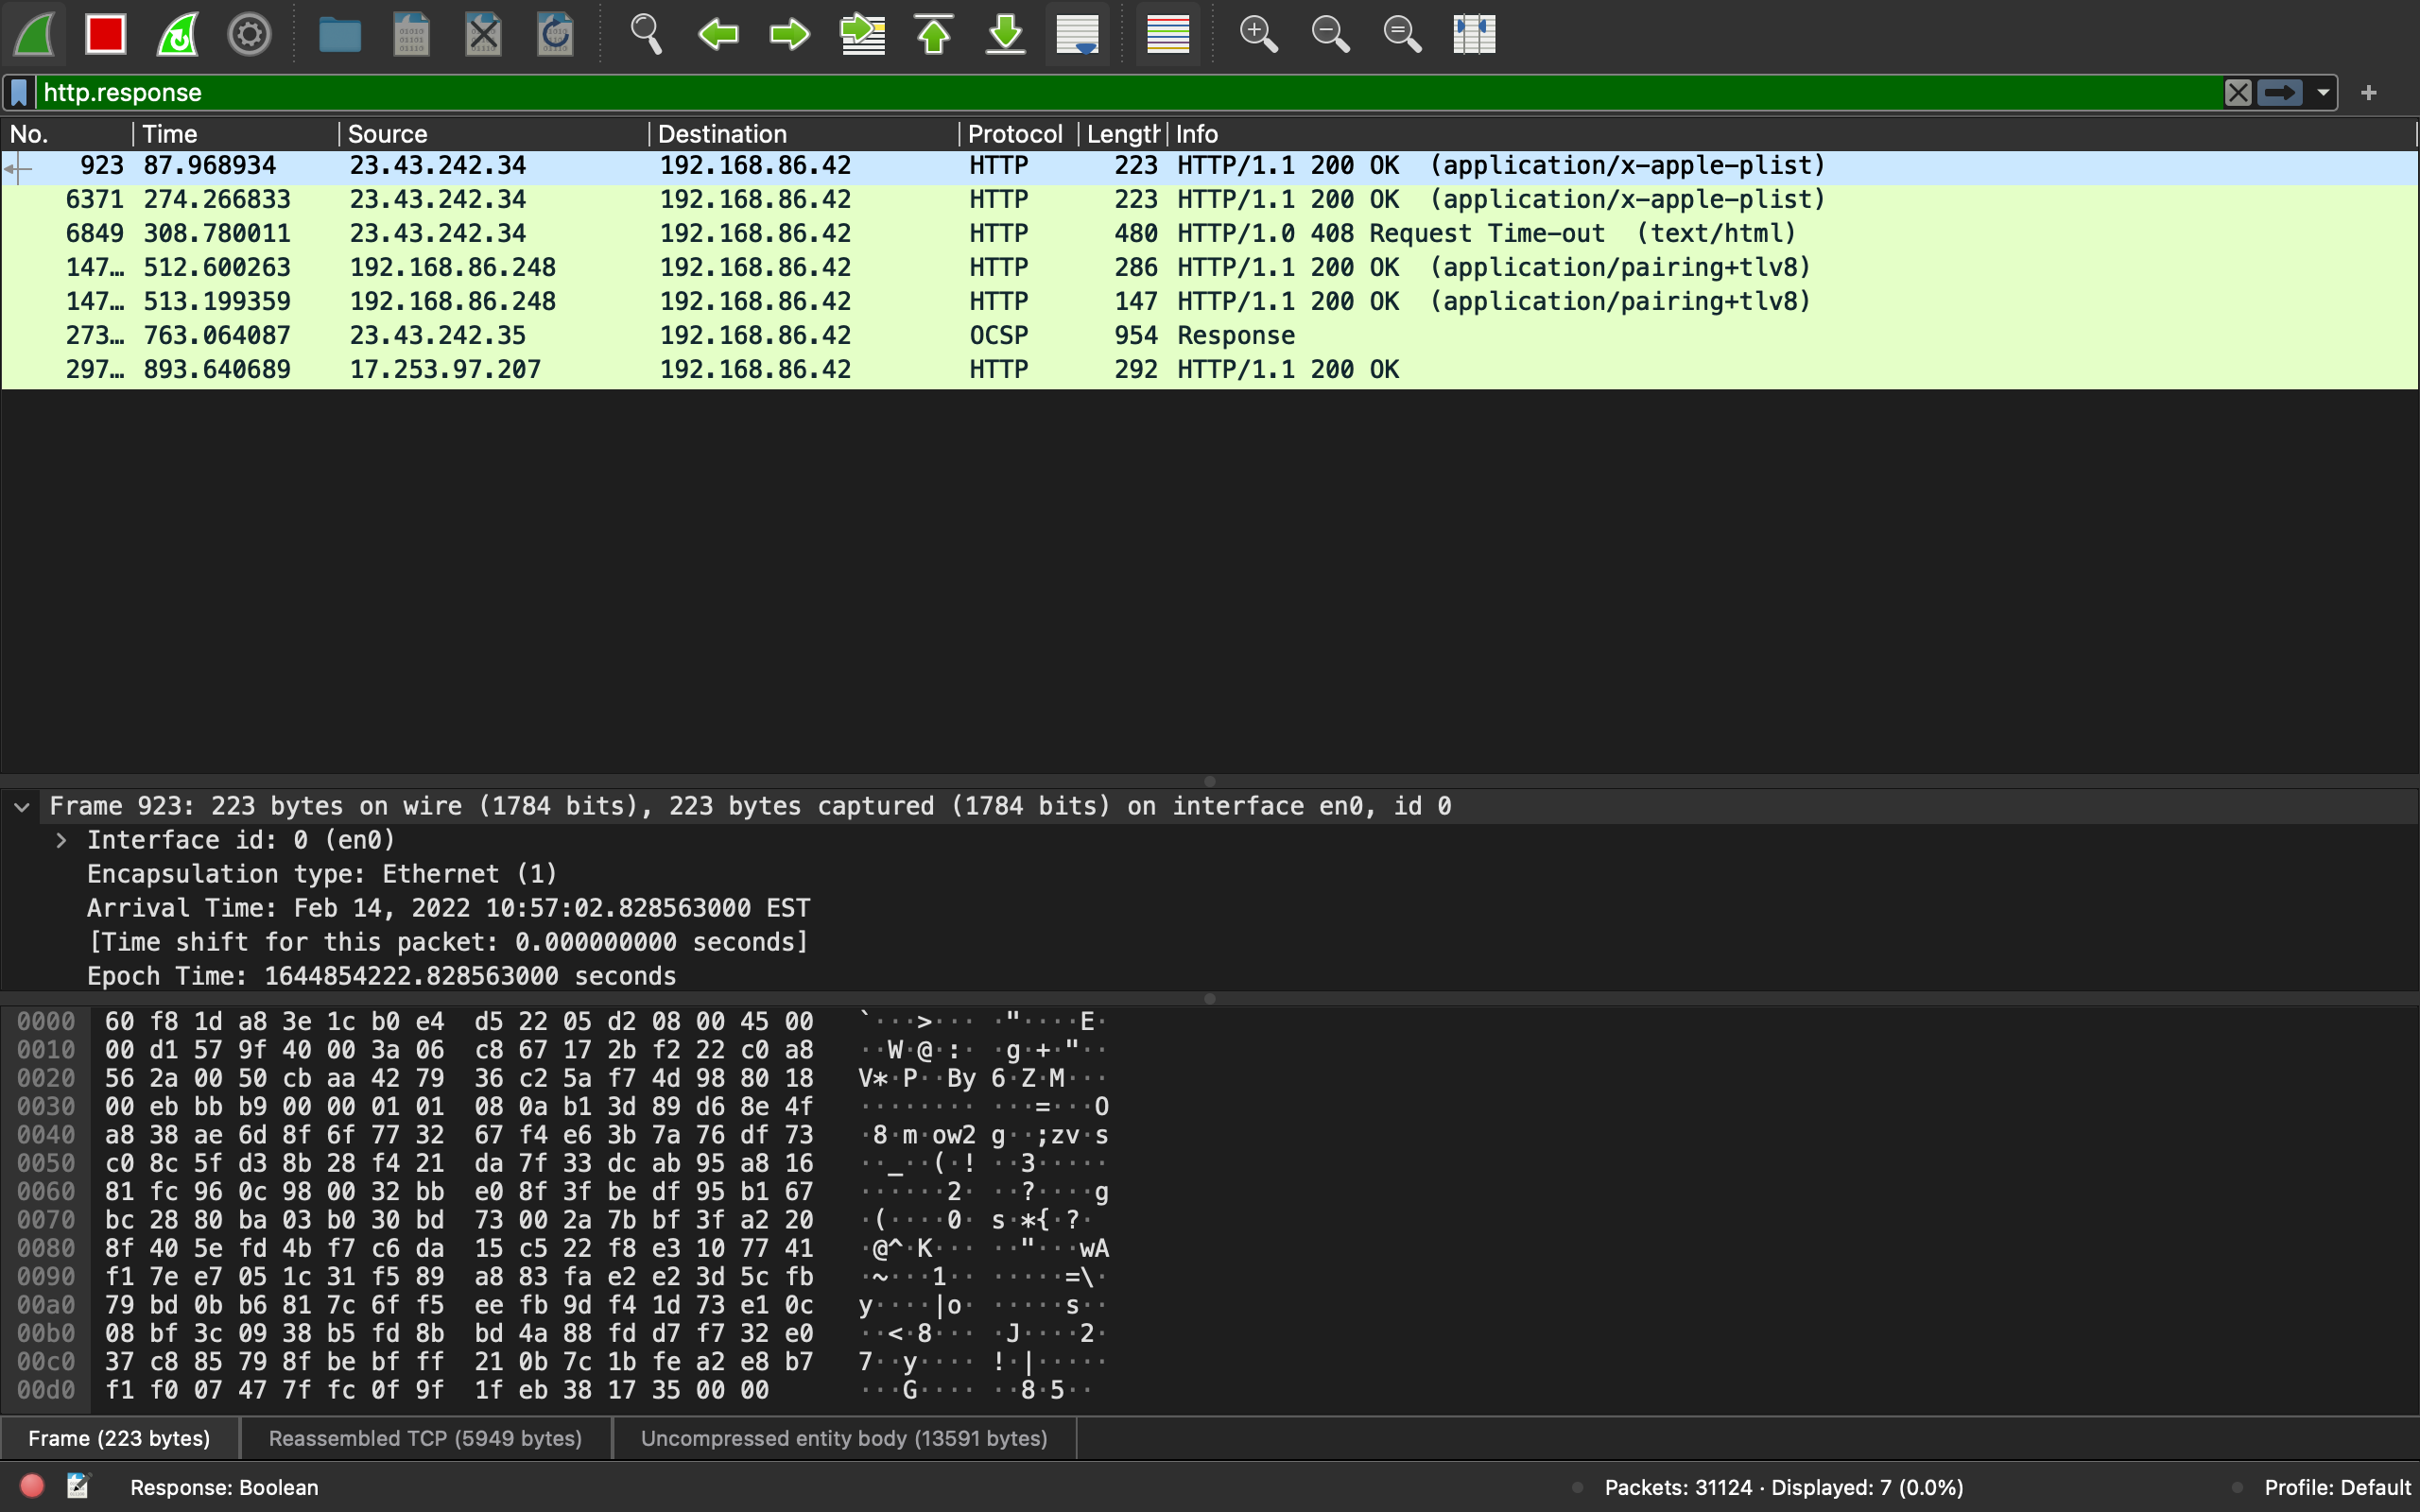 http.response
No. Time Source Destination Protocol Length Info
923 87.968934 23.43.242.34 192.168.86.42 HTTP 223 HTTP/1.1 200 OK (application/x-apple-plist)
6371 274.266833 23.43.242.34 192.168.86.42 HTTP 223 HTTP/1.1 200 OK (application/x-apple-plist)
6849 308.780011 23.43.242.34 192.168.86.42 HTTP 480 HTTP/1.0 408 Request Time-out (text/html)
147… 512.600263 192.168.86.248 192.168.86.42 HTTP 286 HTTP/1.1 200 OK (application/pairing+tlv8)
147… 513.199359 192.168.86.248 192.168.86.42 HTTP 147 HTTP/1.1 200 OK (application/pairing+tlv8)
273… 763.064087 23.43.242.35 192.168.86.42 OCSP 954 Response
297… 893.640689 17.253.97.207 192.168.86.42 HTTP 292 HTTP/1.1 200 OK
Frame 923: 223 bytes on wire (1784 bits), 223 bytes captured (1784 bits) on interface en0, id 0
Interface id: 0 (en0)
Encapsulation type: Ethernet (1)
Arrival Time: Feb 14, 2022 10:57:02.828563000 EST
[Time shift for this packet: 0.000000000 seconds]
Epoch Time: 1644854222.828563000 seconds
0000 60 f8 1d a8 3e 1c b0 e4 d5 22 05 d2 08 00 45 00 `···>··· ·"····E·
0010 00 d1 57 9f 40 00 3a 06 c8 67 17 2b f2 22 c0 a8 ··W·@·:· ·g·+·"··
0020 56 2a 00 50 cb aa 42 79 36 c2 5a f7 4d 98 80 18 V*·P··By 6·Z·M···
0030 00 eb bb b9 00 00 01 01 08 0a b1 3d 89 d6 8e 4f ········ ···=···O
0040 a8 38 ae 6d 8f 6f 77 32 67 f4 e6 3b 7a 76 df 73 ·8·m·ow2 g··;zv·s
0050 c0 8c 5f d3 8b 28 f4 21 da 7f 33 dc ab 95 a8 16 ··_··(·! ··3·····
0060 81 fc 96 0c 98 00 32 bb e0 8f 3f be df 95 b1 67 ······2· ··?····g
0070 bc 28 80 ba 03 b0 30 bd 73 00 2a 7b bf 3f a2 20 ·(····0· s·*{·?·
0080 8f 40 5e fd 4b f7 c6 da 15 c5 22 f8 e3 10 77 41 ·@^·K··· ··"···wA
0090 f1 7e e7 05 1c 31 f5 89 a8 83 fa e2 e2 3d 5c fb ·~···1·· ·····=\·
00a0 79 bd 0b b6 81 7c 6f f5 ee fb 9d f4 1d 73 e1 0c y····|o· ·····s··
00b0 08 bf 3c 09 38 b5 fd 8b bd 4a 88 fd d7 f7 32 e0 ··<·8··· ·J····2·
00c0 37 c8 85 79 8f be bf ff 21 0b 7c 1b fe a2 e8 b7 7··y···· !·|·····
00d0 f1 f0 07 47 7f fc 0f 9f 1f eb 38 17 35 00 00 ···G···· ··8·5··
Frame (223 bytes) Reassembled TCP (5949 bytes) Uncompressed entity body (13591 bytes)
Response: Boolean Packets: 31124 · Displayed: 7 (0.0%) Profile: Default